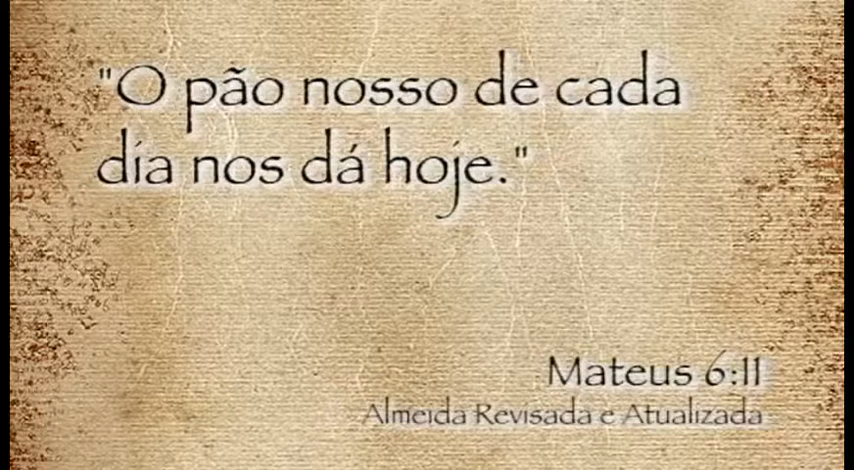 "O pão nosso de cada
dia nos dá hoje."
Mateus 6:11
Almeida Revisada e Atualizada